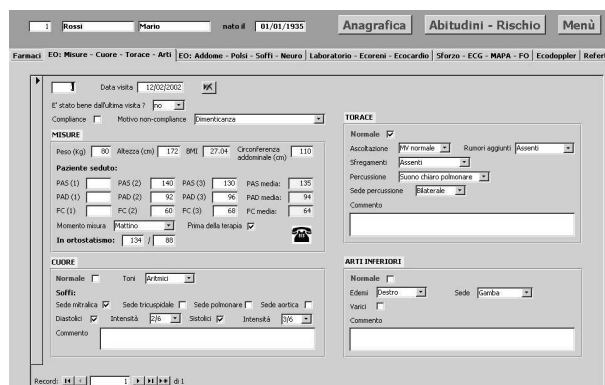 1 Rossi Mario nato il 01/01/1935 Anagrafica Abitudini - Rischio Menù
Farmaci EO: Misure - Cuore - Torace - Arti EO: Addome - Polsi - Soffi - Neuro Laboratorio - Ecoreni - Ecocardio Sforzo - ECG - MAPA - FO Ecodoppler Refert
1 Data visita 12/02/2002
E' stato bene dall'ultima visita ? no
Compliance Motivo non-compliance Dimenticanza
MISURE
Peso (Kg) 80 Altezza (cm) 172 BMI 27.04 Circonferenza addominale (cm) 110
Paziente seduto:
PAS (1) PAS (2) 140 PAS (3) 130 PAS media: 135
PAD (1) PAD (2) 92 PAD (3) 96 PAD media: 94
FC (1) FC (2) 60 FC (3) 68 FC media: 64
Momento misura Mattino Prima della terapia
In ortostatismo: 134 / 88
CUORE
Normale Toni Aritmici
Soffi:
Sede mitralica Sede tricuspidale Sede polmonare Sede aortica
Diastolici Intensità 2/6 Sistolici Intensità 3/6
Commento
TORACE
Normale
Ascoltazione MV normale Rumori aggiunti Assenti
Sfregamenti Assenti
Percussione Suono chiaro polmonare
Sede percussione Bilaterale
Commento
ARTI INFERIORI
Normale
Edemi Destro Sede Gamba
Varici
Commento
Record: 1 di 1